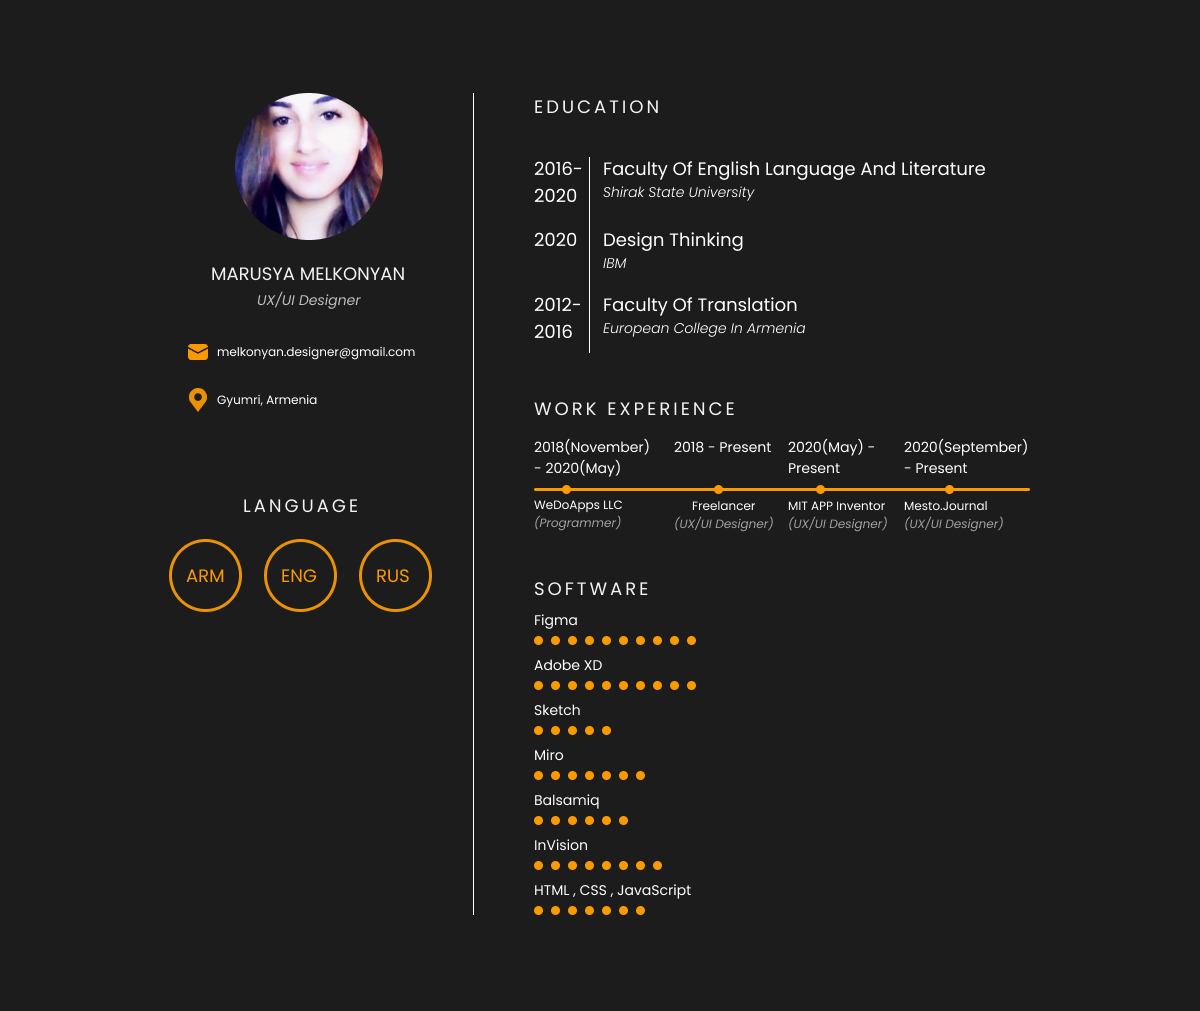 MARUSYA MELKONYAN
UX/UI Designer
melkonyan.designer@gmail.com
Gyumri, Armenia
LANGUAGE
ARM
ENG
RUS
EDUCATION
2016-
2020
Faculty Of English Language And Literature
Shirak State University
2020
Design Thinking
IBM
2012-
2016
Faculty Of Translation
European College In Armenia
WORK EXPERIENCE
2018(November)
- 2020(May)
WeDoApps LLC
(Programmer)
2018 - Present
Freelancer
(UX/UI Designer)
2020(May) -
Present
MIT APP Inventor
(UX/UI Designer)
2020(September)
- Present
Mesto.Journal
(UX/UI Designer)
SOFTWARE
Figma
Adobe XD
Sketch
Miro
Balsamiq
InVision
HTML , CSS , JavaScript